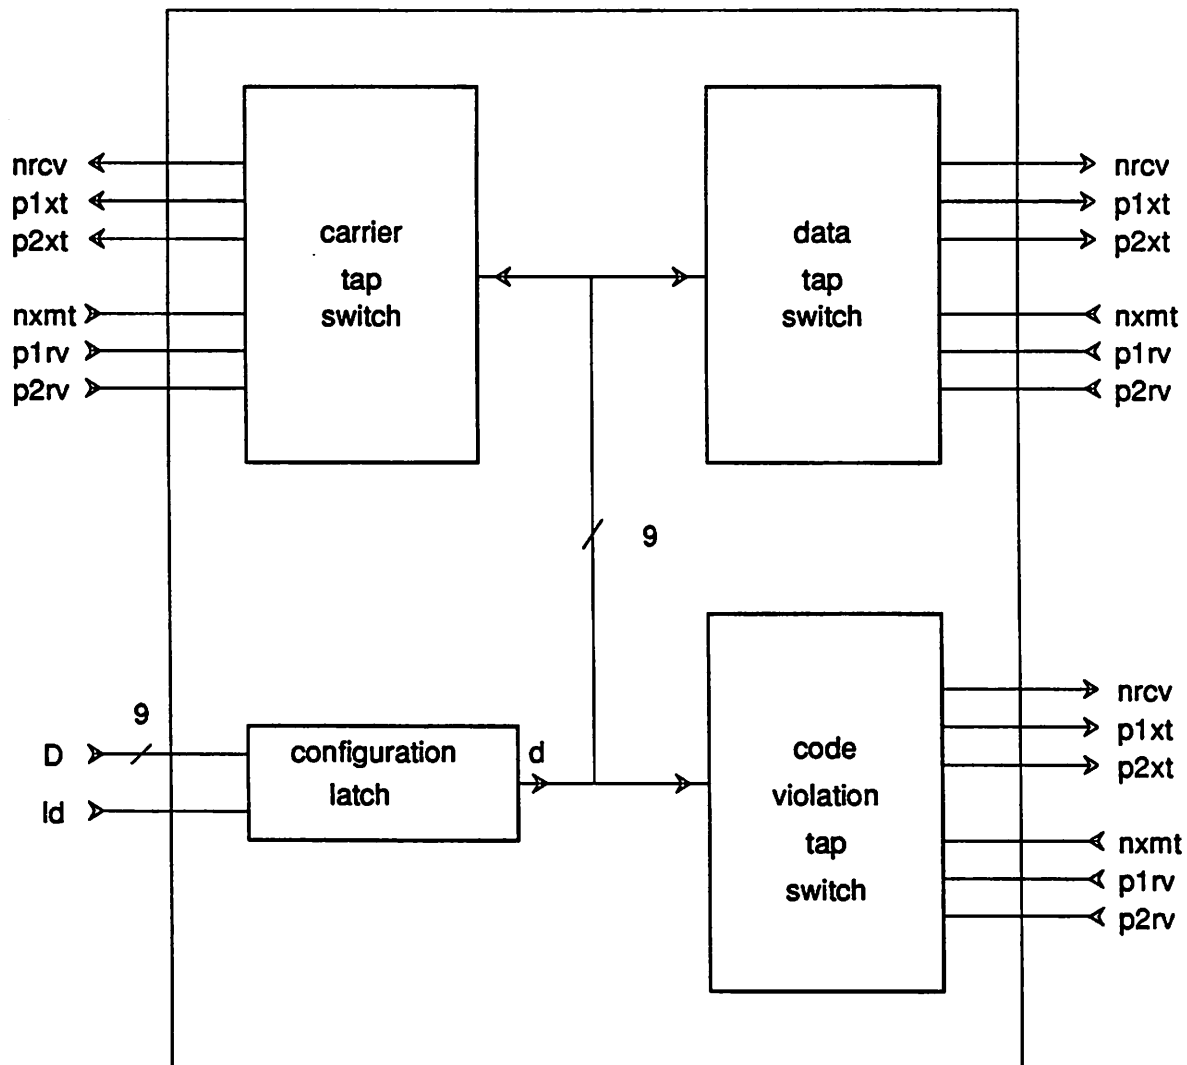 nrcv
p1xt
p2xt
nxmt
p1rv
p2rv
carrier
tap
switch
data
tap
switch
nrcv
p1xt
p2xt
nxmt
p1rv
p2rv
9
9
D
ld
configuration
latch
d
code
violation
tap
switch
nrcv
p1xt
p2xt
nxmt
p1rv
p2rv